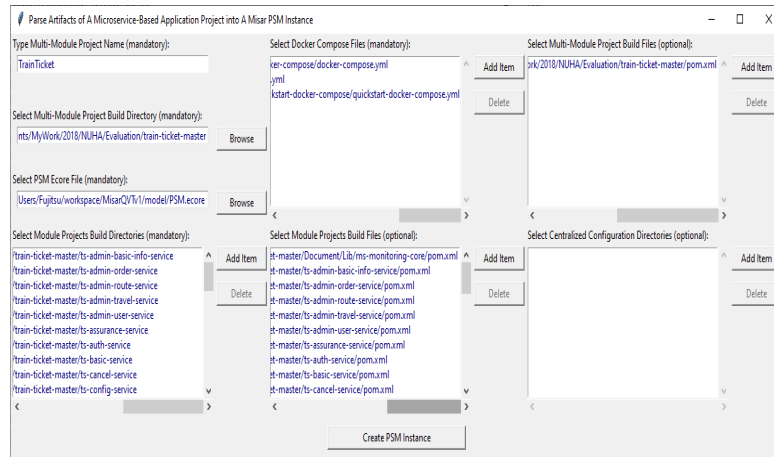 Parse Artifacts of A Microservice-Based Application Project into A Misar PSM Instance
Type Multi-Module Project Name (mandatory):
TrainTicket
Select Multi-Module Project Build Directory (mandatory):
nts/MyWork/2018/NUHA/Evaluation/train-ticket-master
Browse
Select PSM Ecore File (mandatory):
Users/Fujitsu/workspace/MisarQVTv1/model/PSM.ecore
Browse
Select Docker Compose Files (mandatory):
ker-compose/docker-compose.yml
.yml
kstart-docker-compose/quickstart-docker-compose.yml
Add Item
Delete
Select Multi-Module Project Build Files (optional):
ork/2018/NUHA/Evaluation/train-ticket-master/pom.xml
Add Item
Delete
Select Module Projects Build Directories (mandatory):
/train-ticket-master/ts-admin-basic-info-service
/train-ticket-master/ts-admin-order-service
/train-ticket-master/ts-admin-route-service
/train-ticket-master/ts-admin-travel-service
/train-ticket-master/ts-admin-user-service
/train-ticket-master/ts-assurance-service
/train-ticket-master/ts-auth-service
/train-ticket-master/ts-basic-service
/train-ticket-master/ts-cancel-service
/train-ticket-master/ts-config-service
Add Item
Delete
Select Module Projects Build Files (optional):
et-master/Document/Lib/ms-monitoring-core/pom.xml
et-master/ts-admin-basic-info-service/pom.xml
et-master/ts-admin-order-service/pom.xml
et-master/ts-admin-route-service/pom.xml
et-master/ts-admin-travel-service/pom.xml
et-master/ts-admin-user-service/pom.xml
et-master/ts-assurance-service/pom.xml
et-master/ts-auth-service/pom.xml
et-master/ts-basic-service/pom.xml
et-master/ts-cancel-service/pom.xml
Add Item
Delete
Select Centralized Configuration Directories (optional):
Add Item
Delete
Create PSM Instance